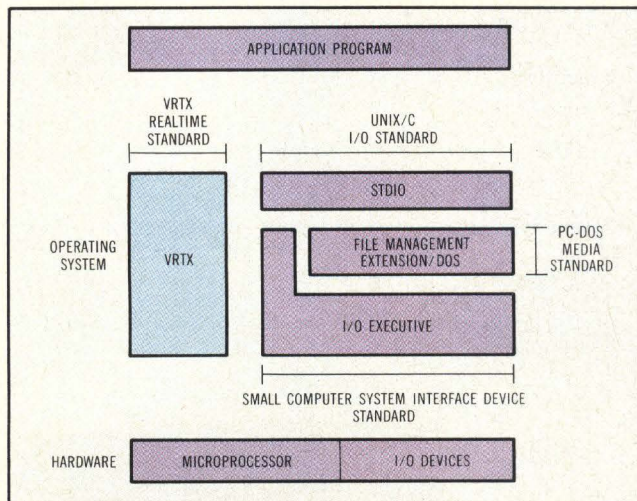 APPLICATION PROGRAM
VRTX
REALTIME
STANDARD
UNIX/C
I/O STANDARD
STDIO
OPERATING
SYSTEM
VRTX
FILE MANAGEMENT
EXTENSION/DOS
PC-DOS
MEDIA
STANDARD
I/O EXECUTIVE
SMALL COMPUTER SYSTEM INTERFACE DEVICE
STANDARD
HARDWARE
MICROPROCESSOR
I/O DEVICES